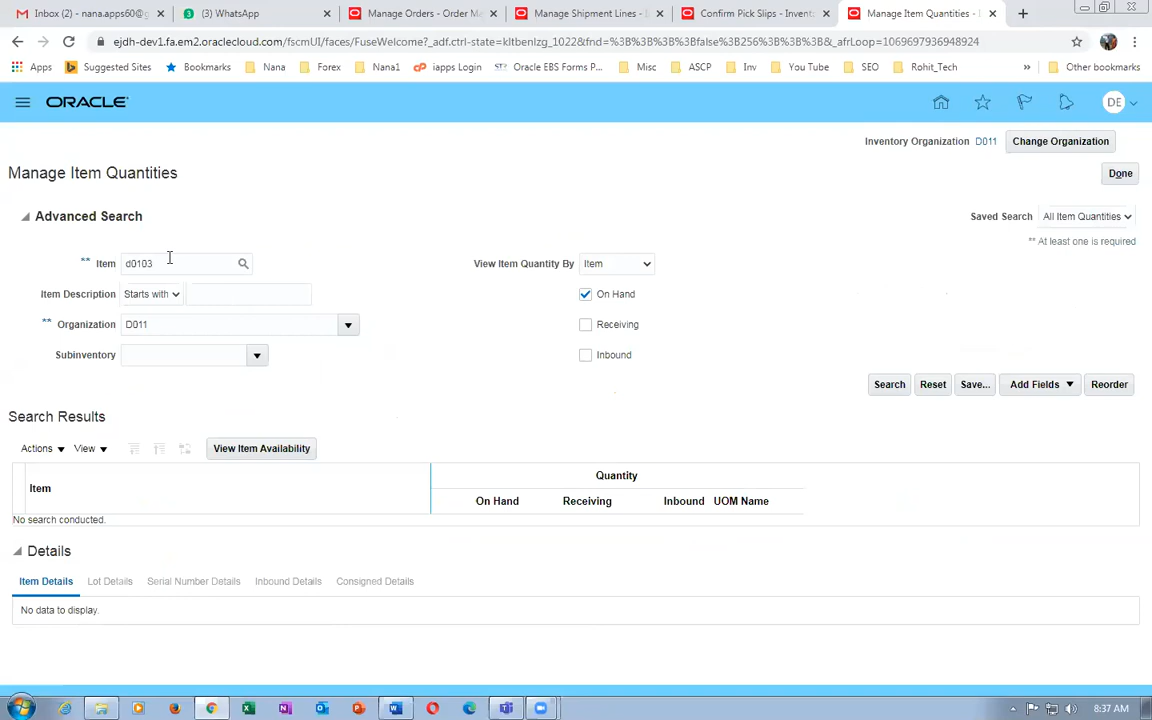 Inbox (2) - nana.apps60@g
(3) WhatsApp
Manage Orders - Order Ma
Manage Shipment Lines -
Confirm Pick Slips - Invent
Manage Item Quantities -
ejdh-dev1.fa.em2.oraclecloud.com/fscmUI/faces/FuseWelcome?_adf.ctrl-state=kltbenlzg_1022&fnd=%3B%3B%3B%3Bfalse%3B256%3B%3B%3B&_afrLoop=1069697936948924
Apps
Suggested Sites
Bookmarks
Nana
Forex
Nana1
iapps Login
Oracle EBS Forms P...
Misc
ASCP
Inv
You Tube
SEO
Rohit_Tech
»
Other bookmarks
ORACLE
DE
Inventory Organization D011 Change Organization
Manage Item Quantities
Done
Advanced Search
Saved Search All Item Quantities
** At least one is required
** Item d0103
View Item Quantity By Item
Item Description Starts with
On Hand
** Organization D011
Receiving
Subinventory
Inbound
Search Reset Save... Add Fields Reorder
Search Results
Actions View View Item Availability
Quantity
Item
On Hand Receiving Inbound UOM Name
No search conducted.
Details
Item Details Lot Details Serial Number Details Inbound Details Consigned Details
No data to display.
8:37 AM